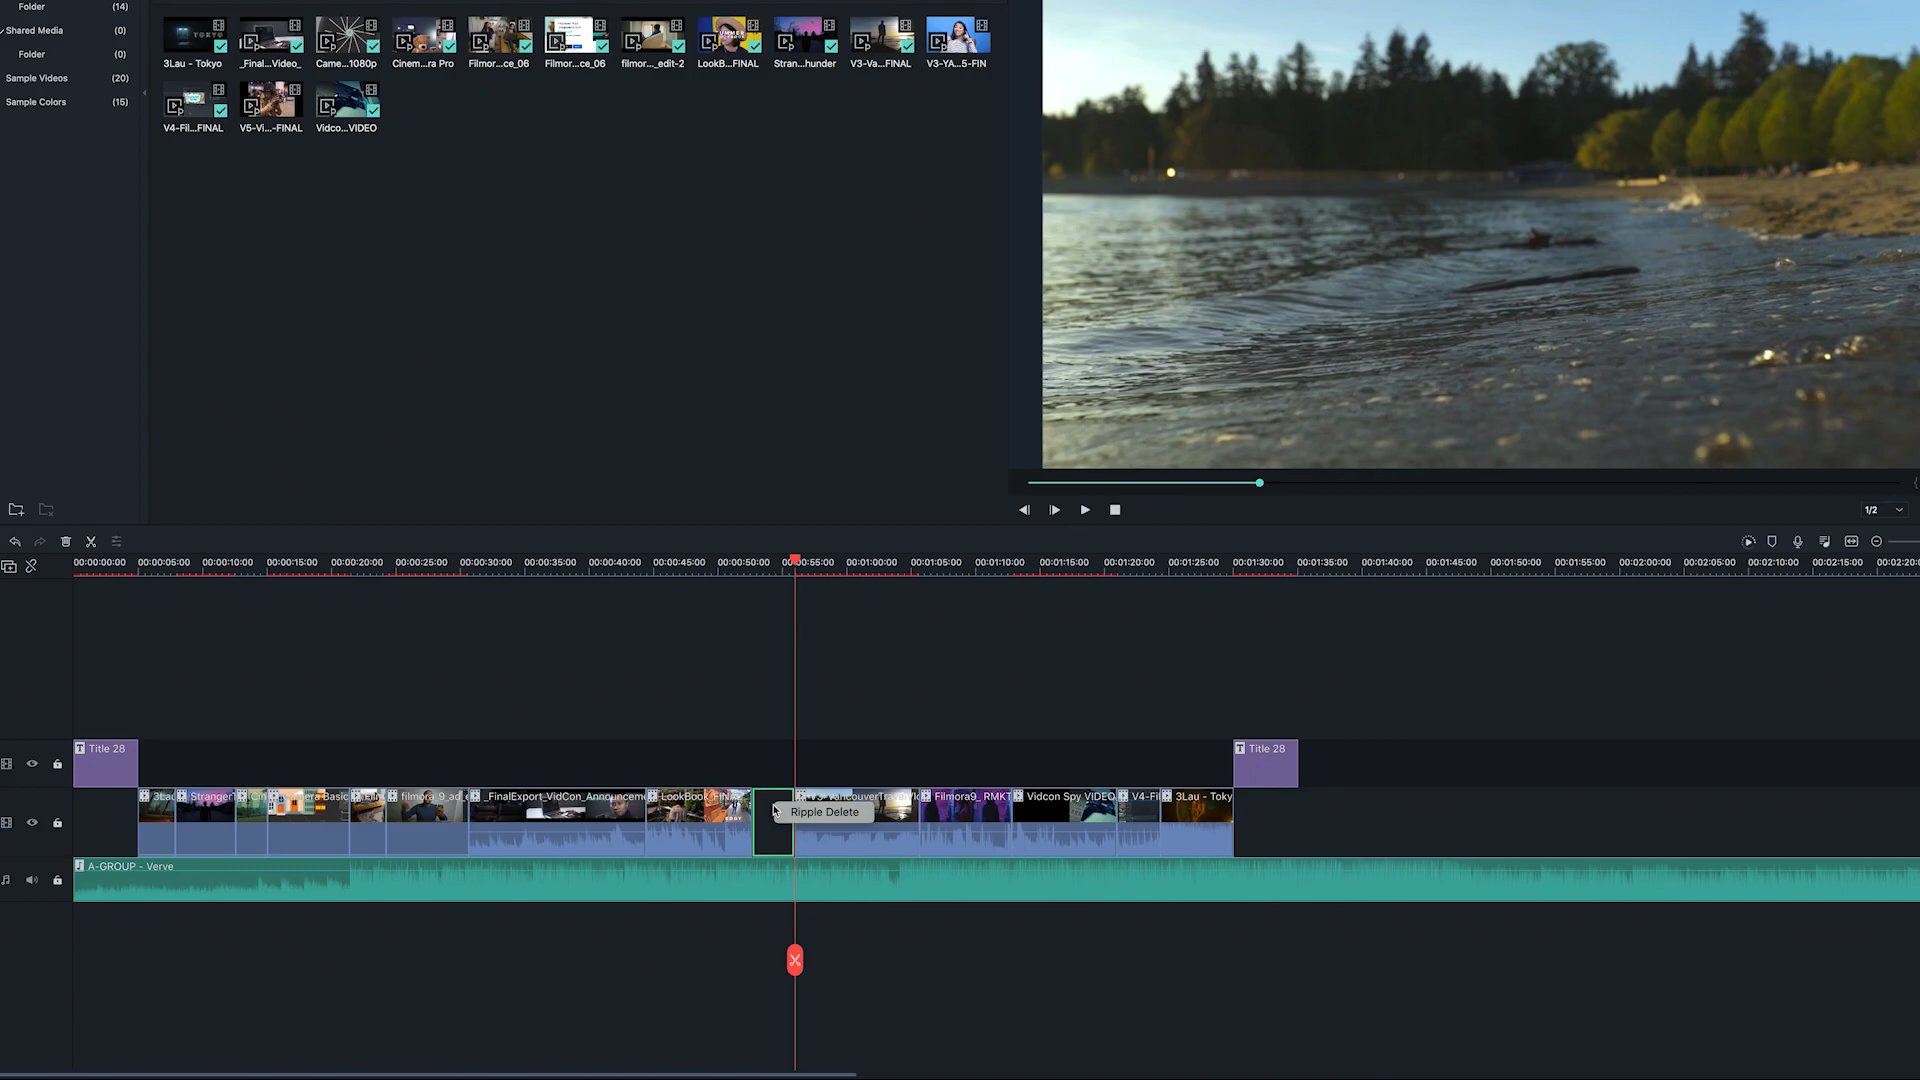 Folder (14)
Shared Media (0)
Folder (0)
Sample Videos (20)
Sample Colors (15)
TOKYO
3Lau - Tokyo _Final...Video_ Came...1080p Cinem...ra Pro Filmor...ce_06 Filmor...ce_06 filmor..._edit-2 LookB...FINAL Stran...hunder V3-Va...FINAL V3-YA...5-FIN
V4-Fil...FINAL V5-Vi...-FINAL Vidco...VIDEO
1/2
00:00:00:00 00:00:05:00 00:00:10:00 00:00:15:00 00:00:20:00 00:00:25:00 00:00:30:00 00:00:35:00 00:00:40:00 00:00:45:00 00:00:50:00 00:00:55:00 00:01:00:00 00:01:05:00 00:01:10:00 00:01:15:00 00:01:20:00 00:01:25:00 00:01:30:00 00:01:35:00 00:01:40:00 00:01:45:00 00:01:50:00 00:01:55:00 00:02:00:00 00:02:05:00 00:02:10:00 00:02:15:00 00:02:20:
Title 28 Title 28
3Lau Stranger Basic filmora_9_ad_e _FinalExport_VidCon_Announcem LookBook Filmora9_ RMKT Vidcon Spy VIDEO V4-Fil 3Lau - Toky
Ripple Delete
A-GROUP - Verve